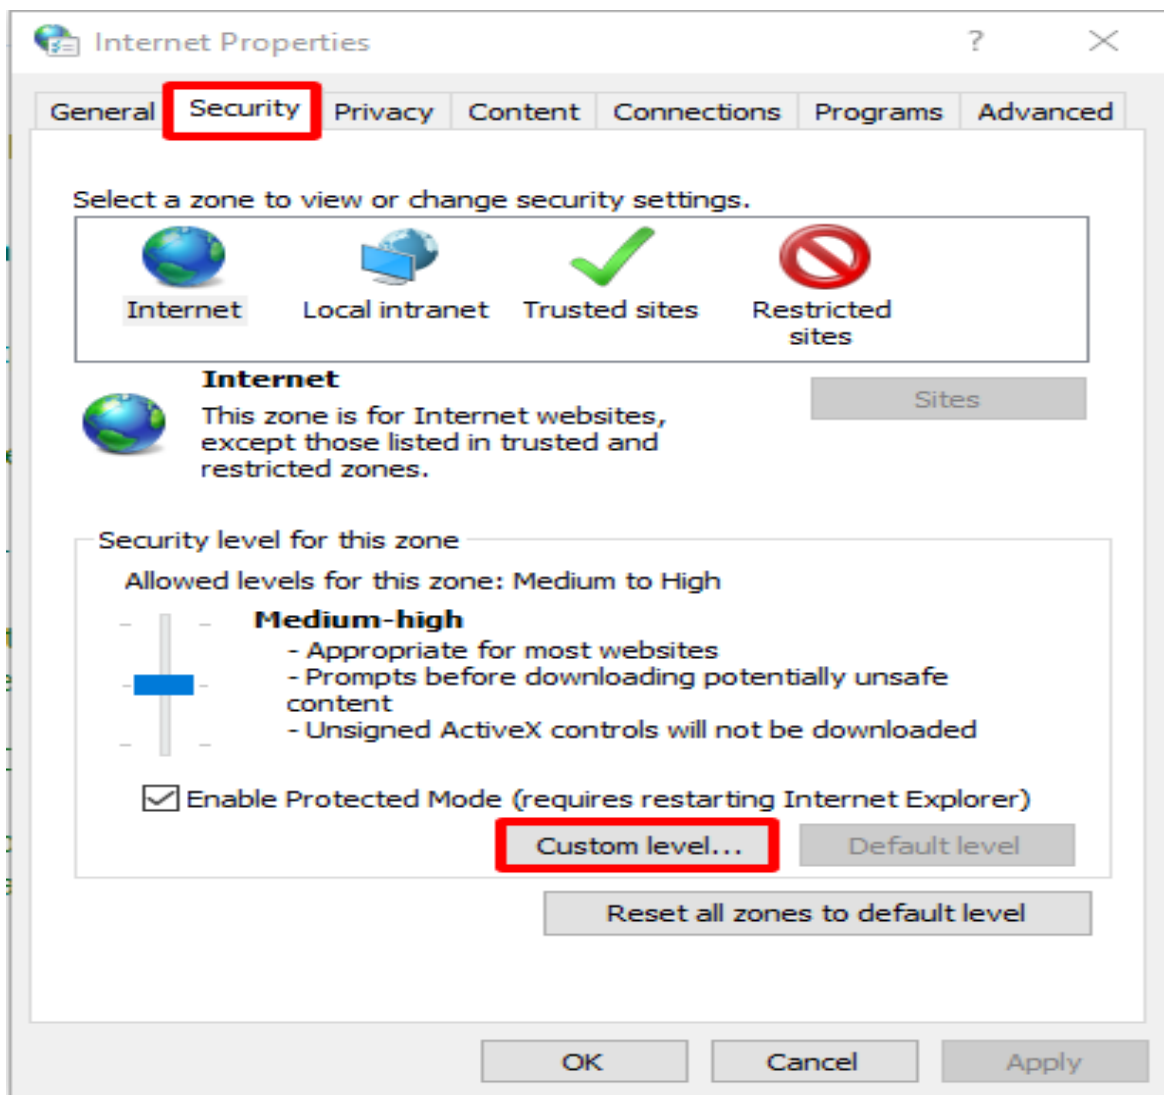 Internet Properties
?
General Security Privacy Content Connections Programs Advanced
Select a zone to view or change security settings.
Internet Local intranet Trusted sites Restricted
sites
Internet
Sites
This zone is for Internet websites,
except those listed in trusted and
restricted zones.
Security level for this zone
Allowed levels for this zone: Medium to High
Medium-high
- Appropriate for most websites
- Prompts before downloading potentially unsafe
content
- Unsigned ActiveX controls will not be downloaded
Enable Protected Mode (requires restarting Internet Explorer)
Custom level... Default level
Reset all zones to default level
OK Cancel Apply